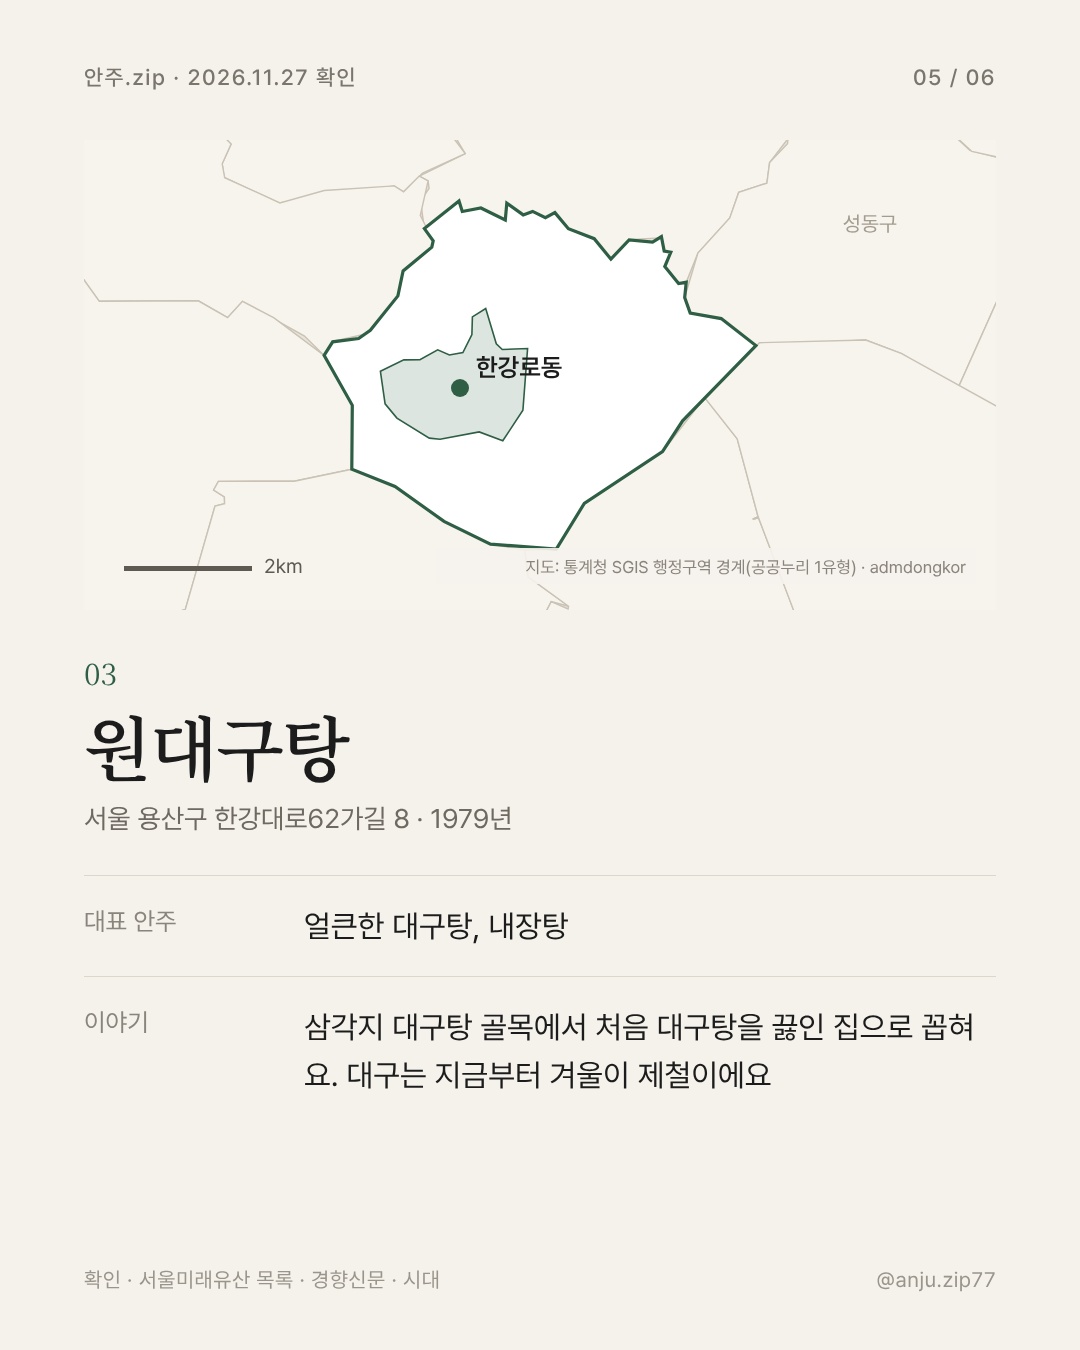 안주.zip · 2026.11.27 확인
05 / 06
성동구
한강로동
2km
지도: 통계청 SGIS 행정구역 경계(공공누리 1유형) · admdongkor
03
원대구탕
서울 용산구 한강대로62가길 8 · 1979년
대표 안주
얼큰한 대구탕, 내장탕
이야기
삼각지 대구탕 골목에서 처음 대구탕을 끓인 집으로 꼽혀
요. 대구는 지금부터 겨울이 제철이에요
확인 · 서울미래유산 목록 · 경향신문 · 시대
@anju.zip77